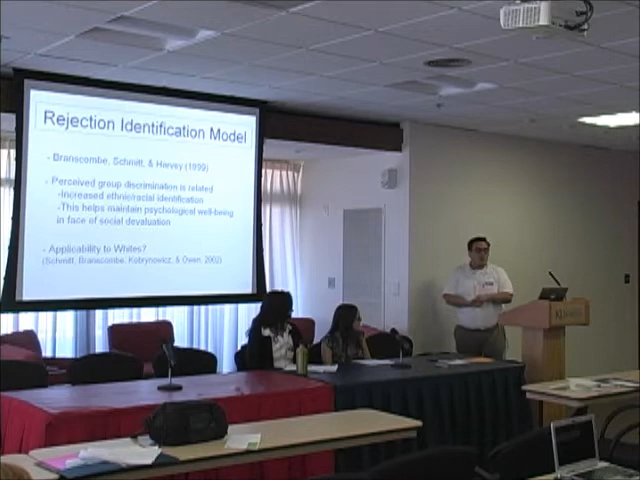 Rejection Identification Model
- Branscombe, Schmitt, & Harvey (1999)
- Perceived group discrimination is related
-Increased ethnic/racial identification
-This helps maintain psychological well-being
in face of social devaluation
- Applicability to Whites?
(Schmitt, Branscombe, Kobrynowicz, & Owen, 2002)